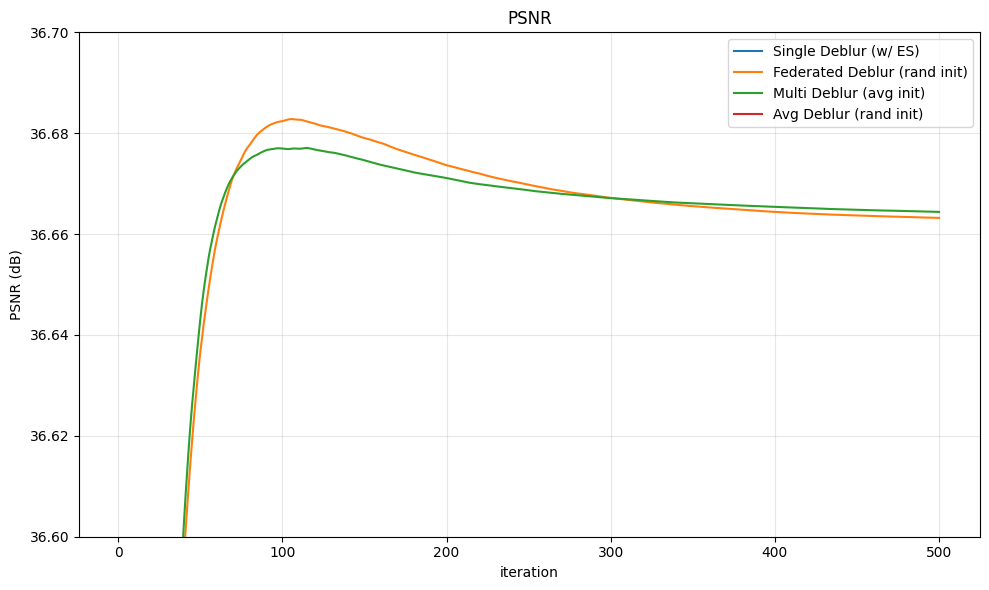 PSNR
36.70
36.68
36.66
36.64
36.62
36.60
PSNR (dB)
Single Deblur (w/ ES)
Federated Deblur (rand init)
Multi Deblur (avg init)
Avg Deblur (rand init)
0
100
200
300
400
500
iteration